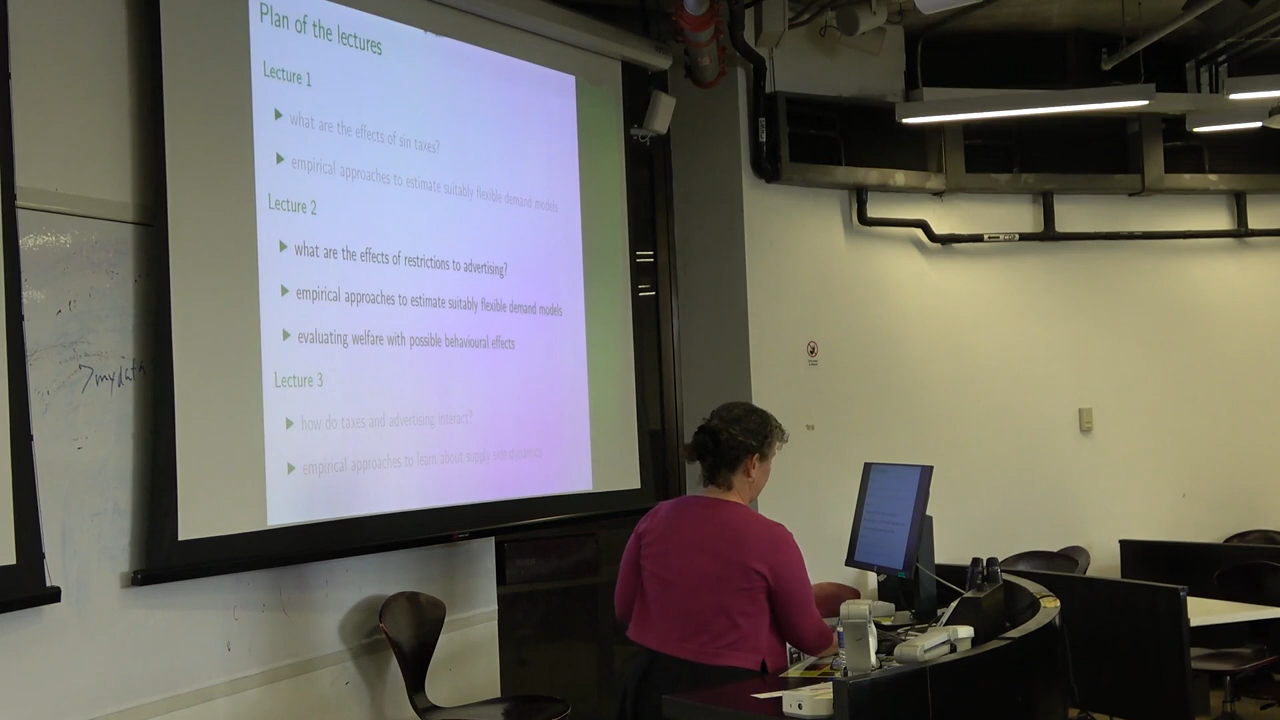 Plan of the lectures
Lecture 1
what are the effects of sin taxes?
empirical approaches to estimate suitably flexible demand models
Lecture 2
what are the effects of restrictions to advertising?
empirical approaches to estimate suitably flexible demand models
evaluating welfare with possible behavioural effects
Lecture 3
how do taxes and advertising interact?
empirical approaches to learn about supply side dynamics
>mydata